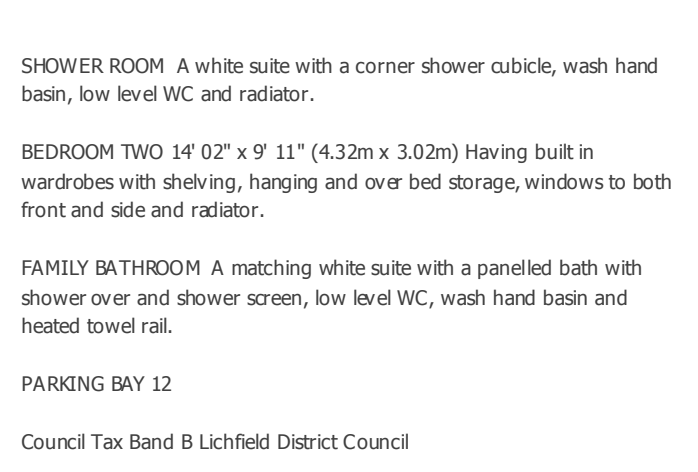 SHOWER ROOM A white suite with a corner shower cubicle, wash hand
basin, low level WC and radiator.
BEDROOM TWO 14' 02" x 9' 11" (4.32m x 3.02m) Having built in
wardrobes with shelving, hanging and over bed storage, windows to both
front and side and radiator.
FAMILY BATHROOM A matching white suite with a panelled bath with
shower over and shower screen, low level WC, wash hand basin and
heated towel rail.
PARKING BAY 12
Council Tax Band B Lichfield District Council